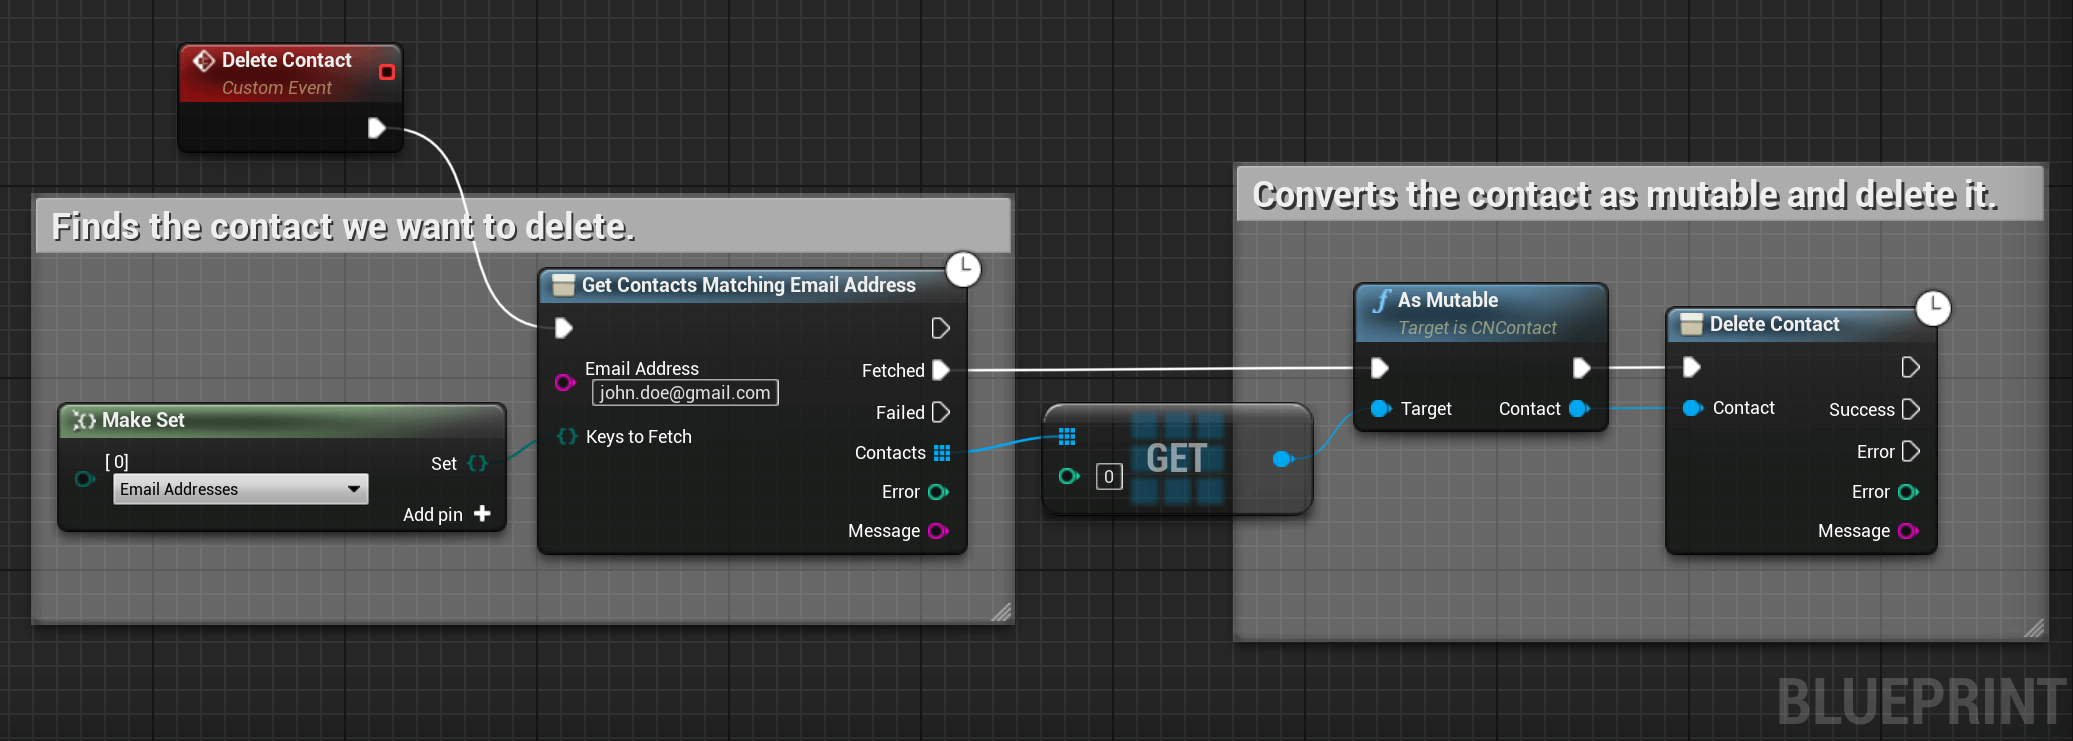 Delete Contact
Custom Event
Finds the contact we want to delete.
Get Contacts Matching Email Address
Email Address
john.doe@gmail.com
Keys to Fetch
Fetched
Failed
Contacts
Error
Message
Make Set
[ 0]
Email Addresses
Set
Add pin
GET
0
Converts the contact as mutable and delete it.
As Mutable
Target is CNContact
Target
Contact
Delete Contact
Contact
Success
Error
Error
Message
BLUEPRINT